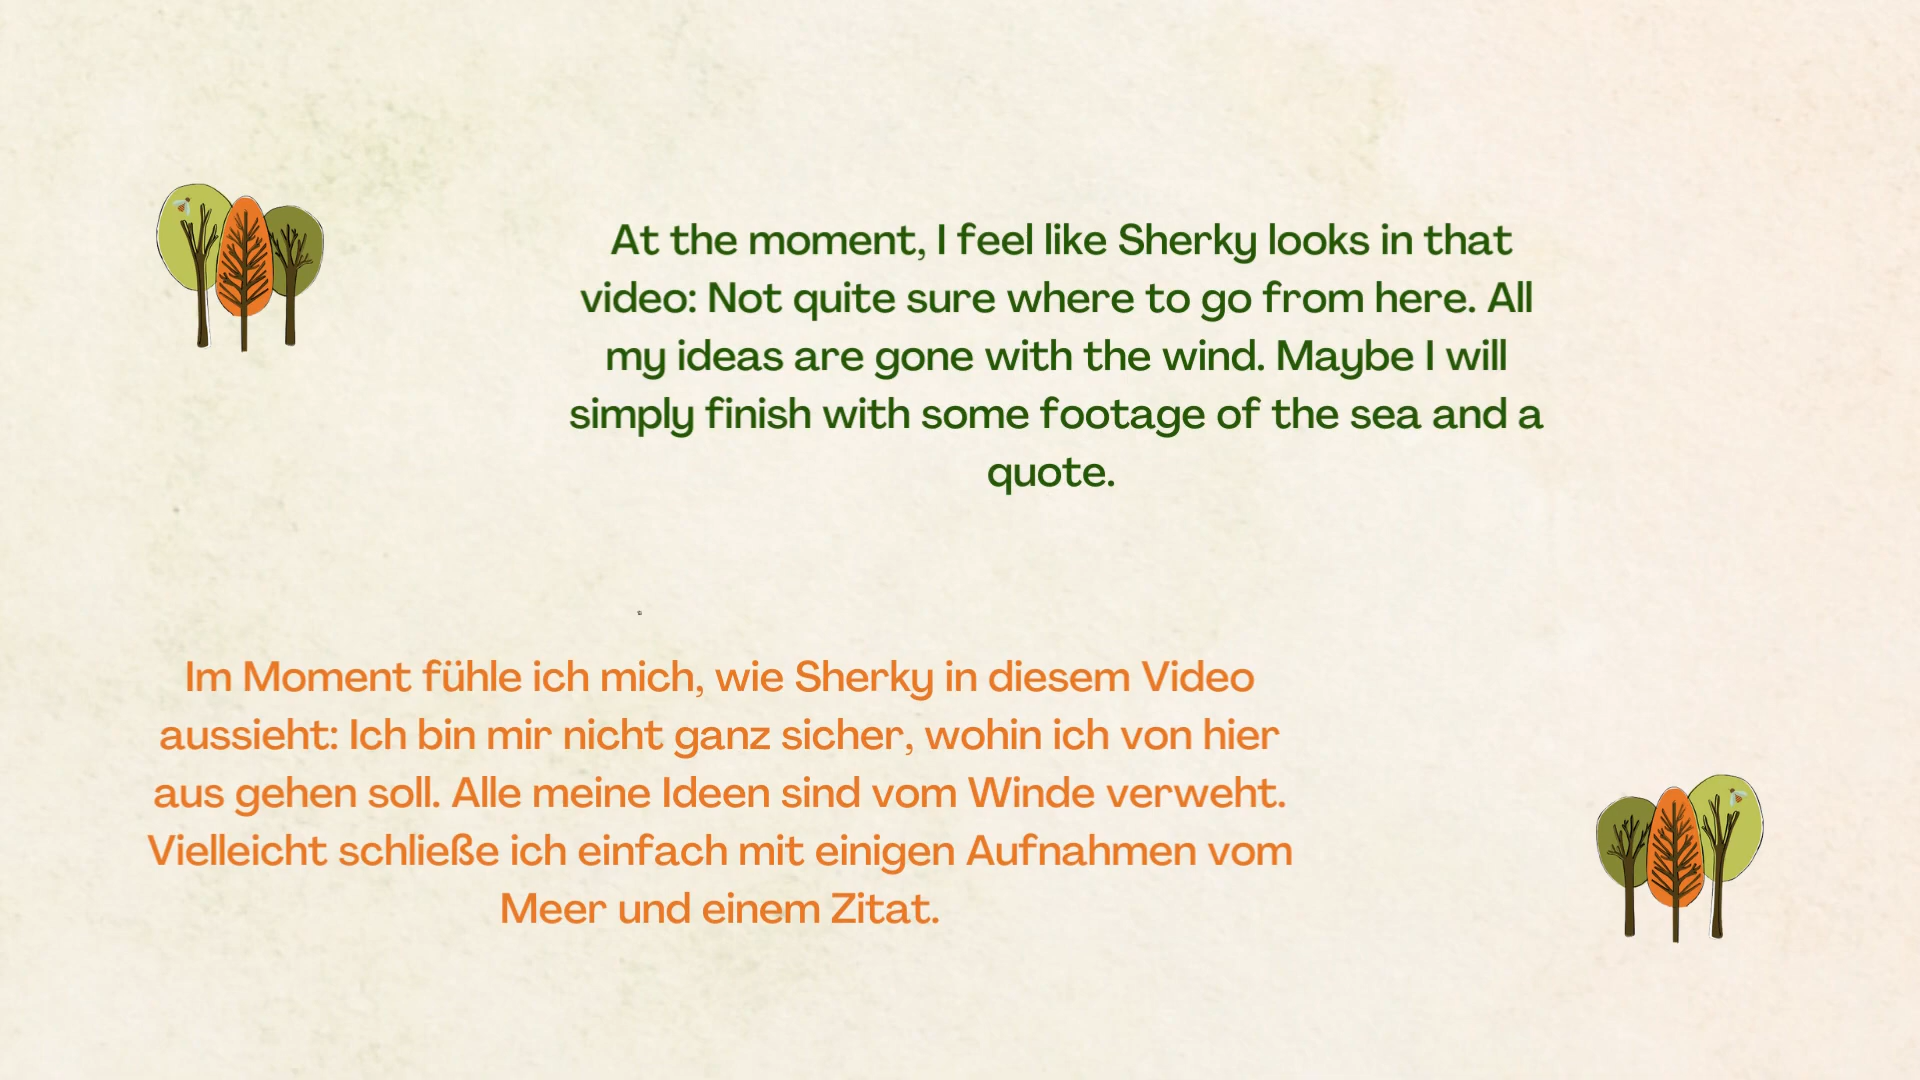 At the moment, I feel like Sherky looks in that
video: Not quite sure where to go from here. All
my ideas are gone with the wind. Maybe I will
simply finish with some footage of the sea and a
quote.
Im Moment fühle ich mich, wie Sherky in diesem Video
aussieht: Ich bin mir nicht ganz sicher, wohin ich von hier
aus gehen soll. Alle meine Ideen sind vom Winde verweht.
Vielleicht schließe ich einfach mit einigen Aufnahmen vom
Meer und einem Zitat.